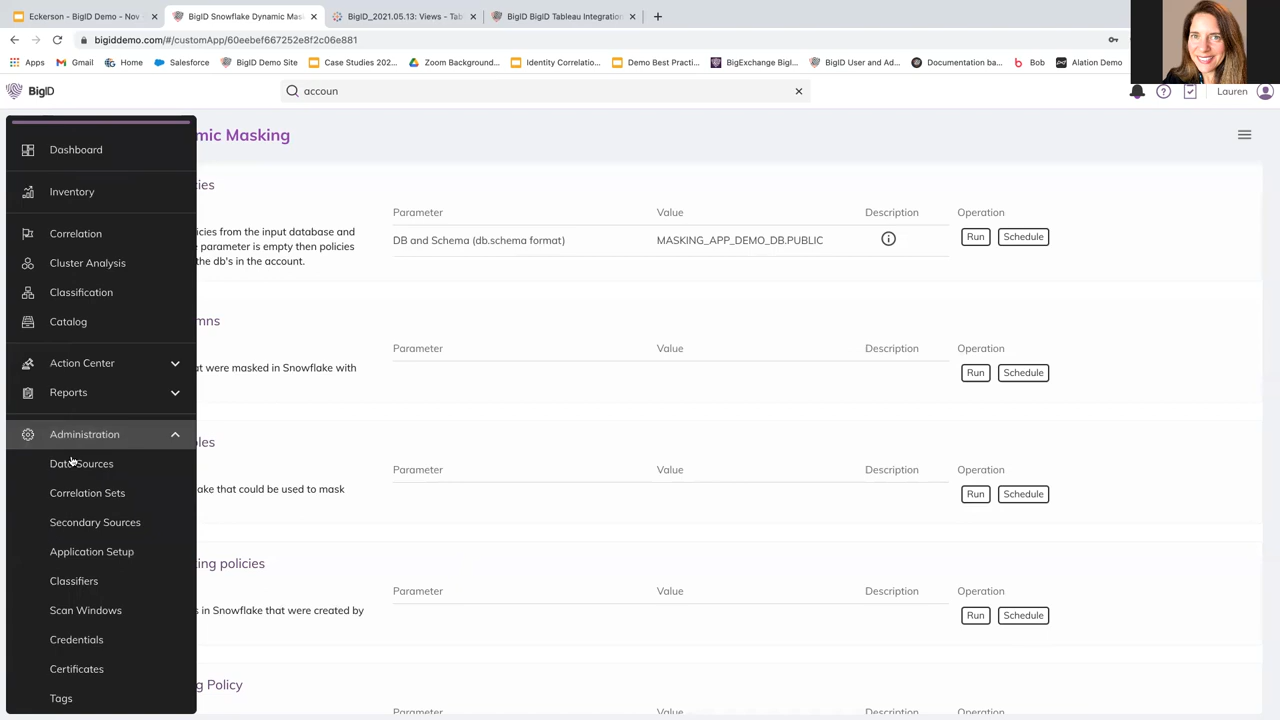 Eckerson - BigID Demo - Nov
BigID Snowflake Dynamic Mas
BigID_2021.05.13: Views - Tab
BigID BigID Tableau Integration
bigiddemo.com/#/customApp/60eebef667252e8f2c06e881
Apps
Gmail
Home
Salesforce
BigID Demo Site
Case Studies 202...
Zoom Background...
Identity Correlatio...
Demo Best Practi...
BigExchange BigI...
BigID User and Ad...
Documentation ba...
Bob
Alation Demo
BigID
accoun
Lauren
mic Masking
Dashboard
Inventory
Correlation
Cluster Analysis
Classification
Catalog
Action Center
Reports
Administration
Data Sources
Correlation Sets
Secondary Sources
Application Setup
Classifiers
Scan Windows
Credentials
Certificates
Tags
cies
icies from the input database and
e parameter is empty then policies
the db's in the account.
Parameter Value Description Operation
DB and Schema (db.schema format) MASKING_APP_DEMO_DB.PUBLIC Run Schedule
mns
at were masked in Snowflake with
Parameter Value Description Operation
Run Schedule
les
ake that could be used to mask
Parameter Value Description Operation
Run Schedule
ing policies
s in Snowflake that were created by
Parameter Value Description Operation
Run Schedule
g Policy
Parameter Value Description Operation